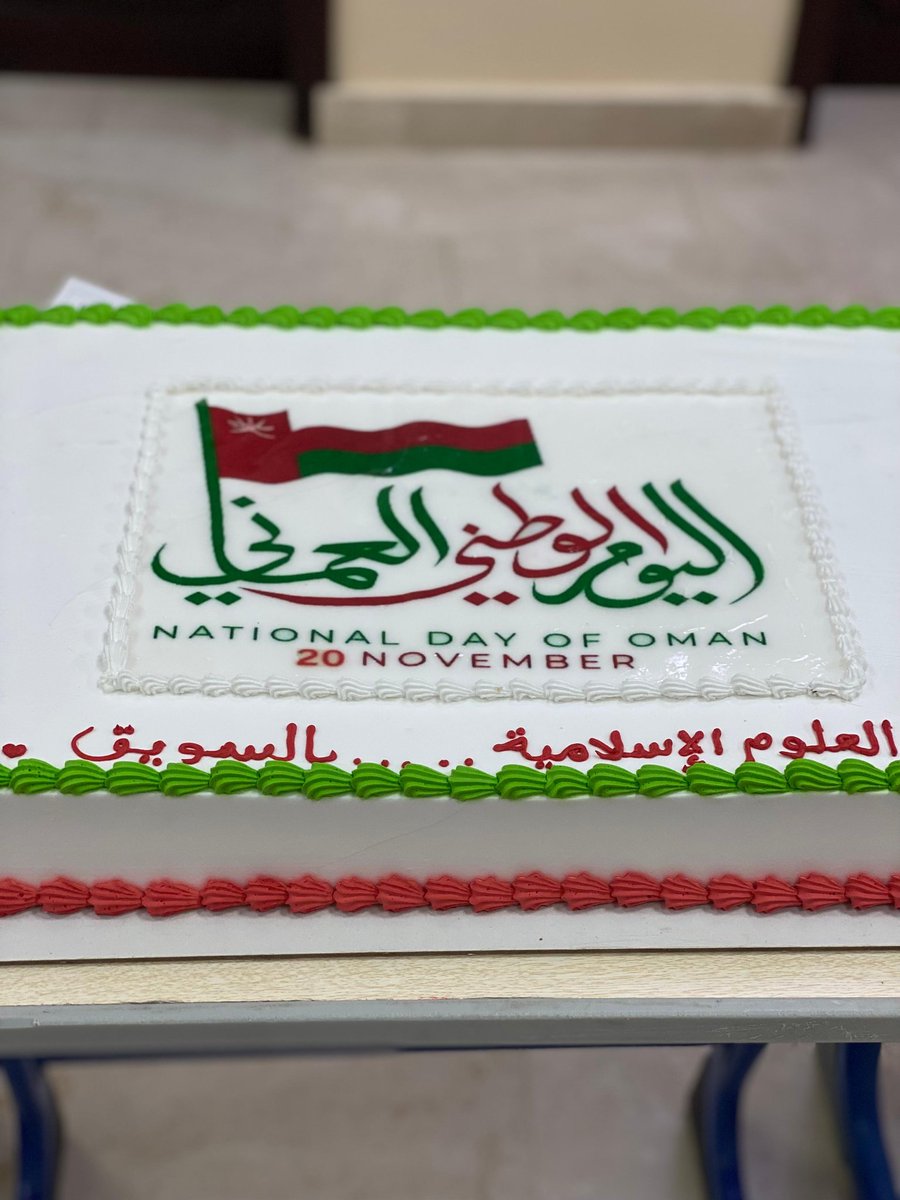 اليوم الوطني العماني
NATIONAL DAY OF OMAN
20 NOVEMBER
العلوم الإسلامية ..... بالسويق .